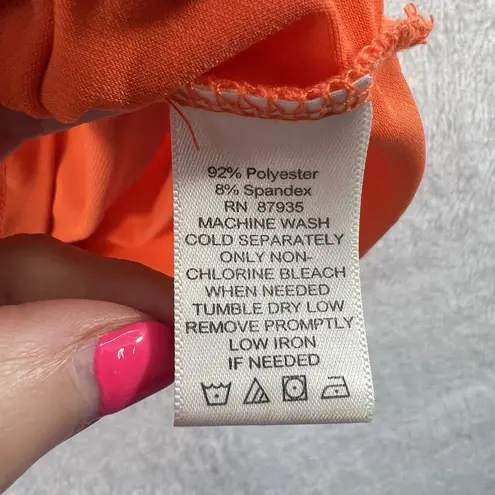 92% Polyester
8% Spandex
RN 87935
MACHINE WASH
COLD SEPARATELY
ONLY NON-
CHLORINE BLEACH
WHEN NEEDED
TUMBLE DRY LOW
REMOVE PROMPTLY
LOW IRON
IF NEEDED